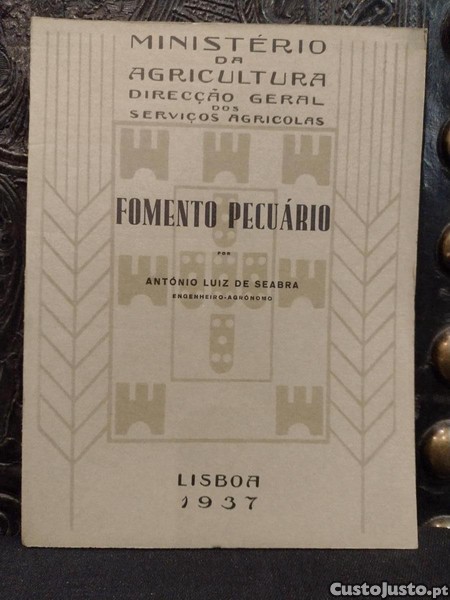 MINISTÉRIO
DA
AGRICULTURA
DIRECÇÃO GERAL
DOS
SERVIÇOS AGRICOLAS
FOMENTO PECUÁRIO
POR
ANTÓNIO LUIZ DE SEABRA
ENGENHEIRO-AGRÓNOMO
LISBOA
1937
CustoJusto.pt